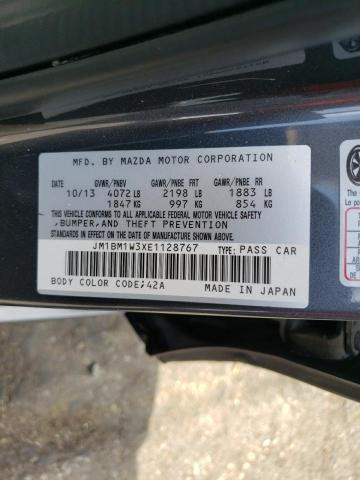 MFD. BY MAZDA MOTOR CORPORATION
DATE GVWR/PNBV GAWR/PNBE FRT GAWR/PNBE RR
10/13 4072 LB 2198 LB 1883 LB
1847 KG 997 KG 854 KG
THIS VEHICLE CONFORMS TO ALL APPLICABLE FEDERAL MOTOR VEHICLE SAFETY
,BUMPER,AND THEFT PREVENTION
STANDARDS IN EFFECT ON THE DATE OF MANUFACTURE SHOWN ABOVE.
JM1BM1W3XE1128767 TYPE: PASS CAR
BODY COLOR CODE;42A MADE IN JAPAN